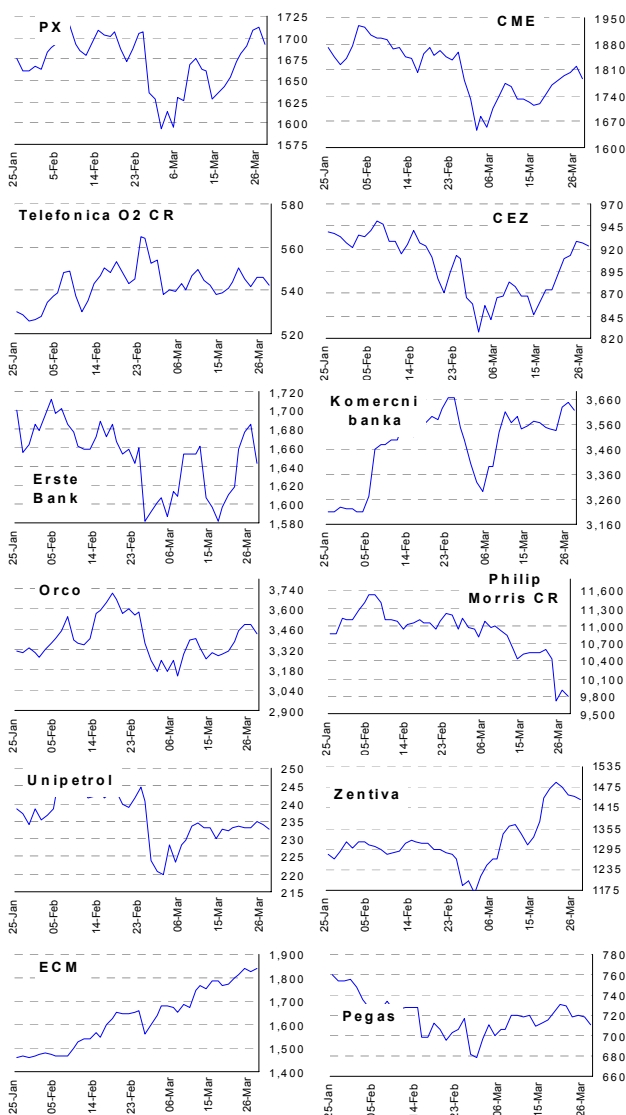 PX
1725
1700
1675
1650
1625
1600
1575
25-Jan
5-Feb
14-Feb
23-Feb
6-Mar
15-Mar
26-Mar
CME
1950
1880
1810
1740
1670
1600
25-Jan
05-Feb
14-Feb
23-Feb
06-Mar
15-Mar
26-Mar
Telefonica O2 CR
580
560
540
520
25-Jan
05-Feb
14-Feb
23-Feb
06-Mar
15-Mar
26-Mar
CEZ
970
945
920
895
870
845
820
25-Jan
05-Feb
14-Feb
23-Feb
06-Mar
15-Mar
26-Mar
Erste
Bank
1,720
1,700
1,680
1,660
1,640
1,620
1,600
1,580
25-Jan
05-Feb
14-Feb
23-Feb
06-Mar
15-Mar
26-Mar
Komercni
banka
3,660
3,560
3,460
3,360
3,260
3,160
25-Jan
05-Feb
14-Feb
23-Feb
06-Mar
15-Mar
26-Mar
Orco
3,740
3,600
3,460
3,320
3,180
3,040
2,900
25-Jan
05-Feb
14-Feb
23-Feb
06-Mar
15-Mar
26-Mar
Philip
Morris CR
11,600
11,300
11,000
10,700
10,400
10,100
9,800
9,500
25-Jan
05-Feb
14-Feb
23-Feb
06-Mar
15-Mar
26-Mar
Unipetrol
250
245
240
235
230
225
220
215
25-Jan
05-Feb
14-Feb
23-Feb
06-Mar
15-Mar
26-Mar
Zentiva
1535
1475
1415
1355
1295
1235
1175
25-Jan
05-Feb
14-Feb
23-Feb
06-Mar
15-Mar
26-Mar
ECM
1,900
1,800
1,700
1,600
1,500
1,400
25-Jan
05-Feb
14-Feb
23-Feb
06-Mar
15-Mar
26-Mar
Pegas
780
760
740
720
700
680
660
25-Jan
05-Feb
14-Feb
23-Feb
06-Mar
15-Mar
26-Mar